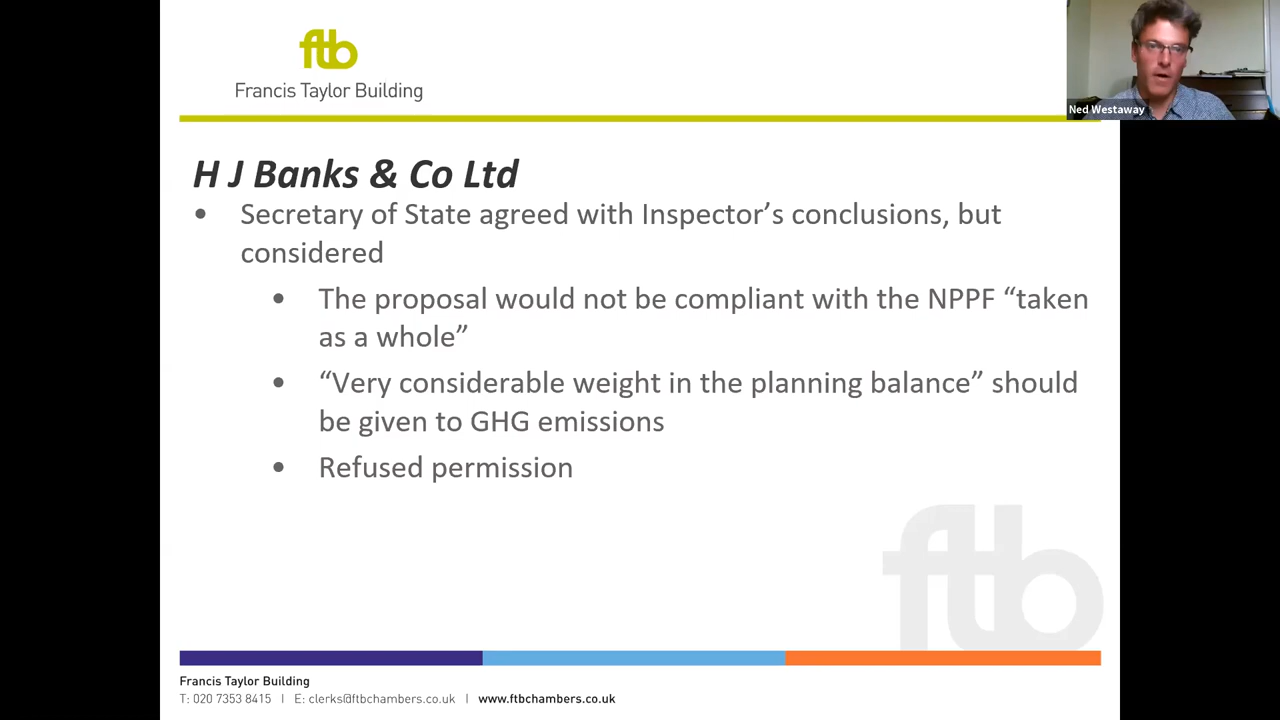 ftb
Francis Taylor Building
Ned Westaway
H J Banks & Co Ltd
• Secretary of State agreed with Inspector’s conclusions, but
considered
• The proposal would not be compliant with the NPPF “taken
as a whole”
• “Very considerable weight in the planning balance” should
be given to GHG emissions
• Refused permission
ftb
Francis Taylor Building
T: 020 7353 8415 | E: clerks@ftbchambers.co.uk | www.ftbchambers.co.uk